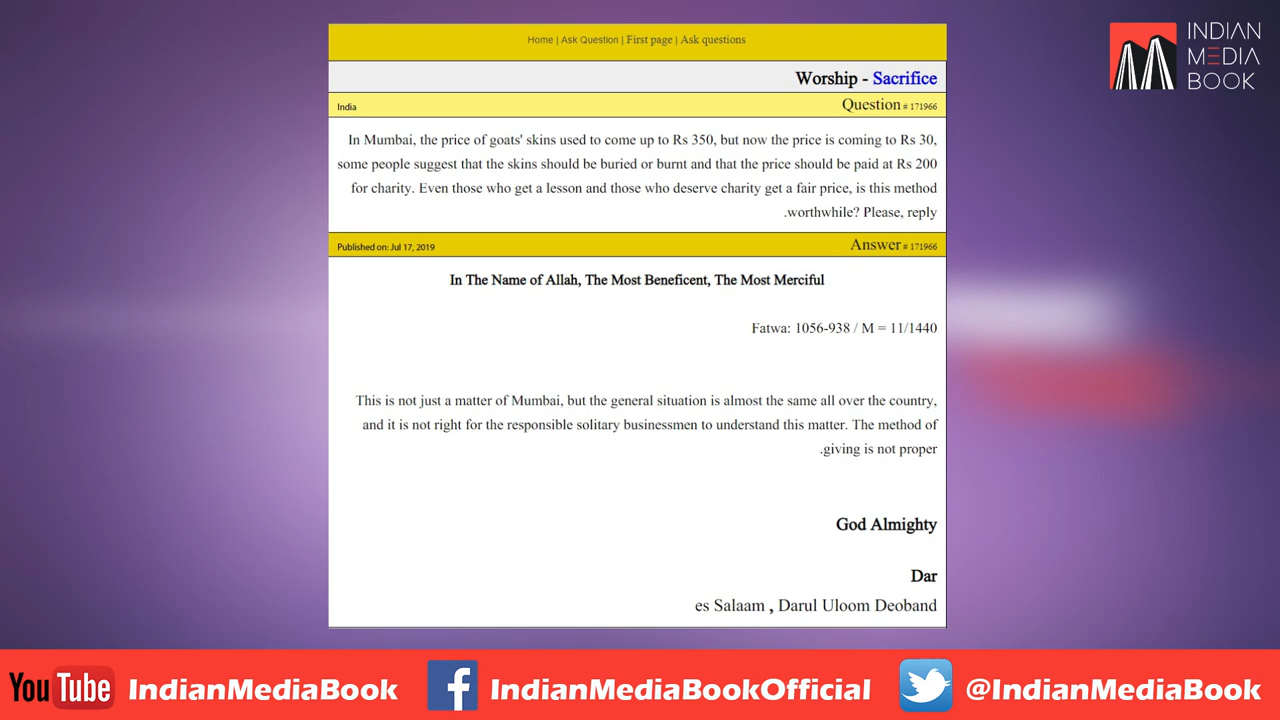 Home | Ask Question | First page | Ask questions
INDIAN
MEDIA
BOOK
Worship - Sacrifice
India
Question # 171966
In Mumbai, the price of goats' skins used to come up to Rs 350, but now the price is coming to Rs 30,
some people suggest that the skins should be buried or burnt and that the price should be paid at Rs 200
for charity. Even those who get a lesson and those who deserve charity get a fair price, is this method
.worthwhile? Please, reply
Published on: Jul 17, 2019
Answer # 171966
In The Name of Allah, The Most Beneficent, The Most Merciful
Fatwa: 1056-938 / M = 11/1440
This is not just a matter of Mumbai, but the general situation is almost the same all over the country,
and it is not right for the responsible solitary businessmen to understand this matter. The method of
.giving is not proper
God Almighty
Dar
es Salaam , Darul Uloom Deoband
YouTube IndianMediaBook
f IndianMediaBookOfficial
@IndianMediaBook